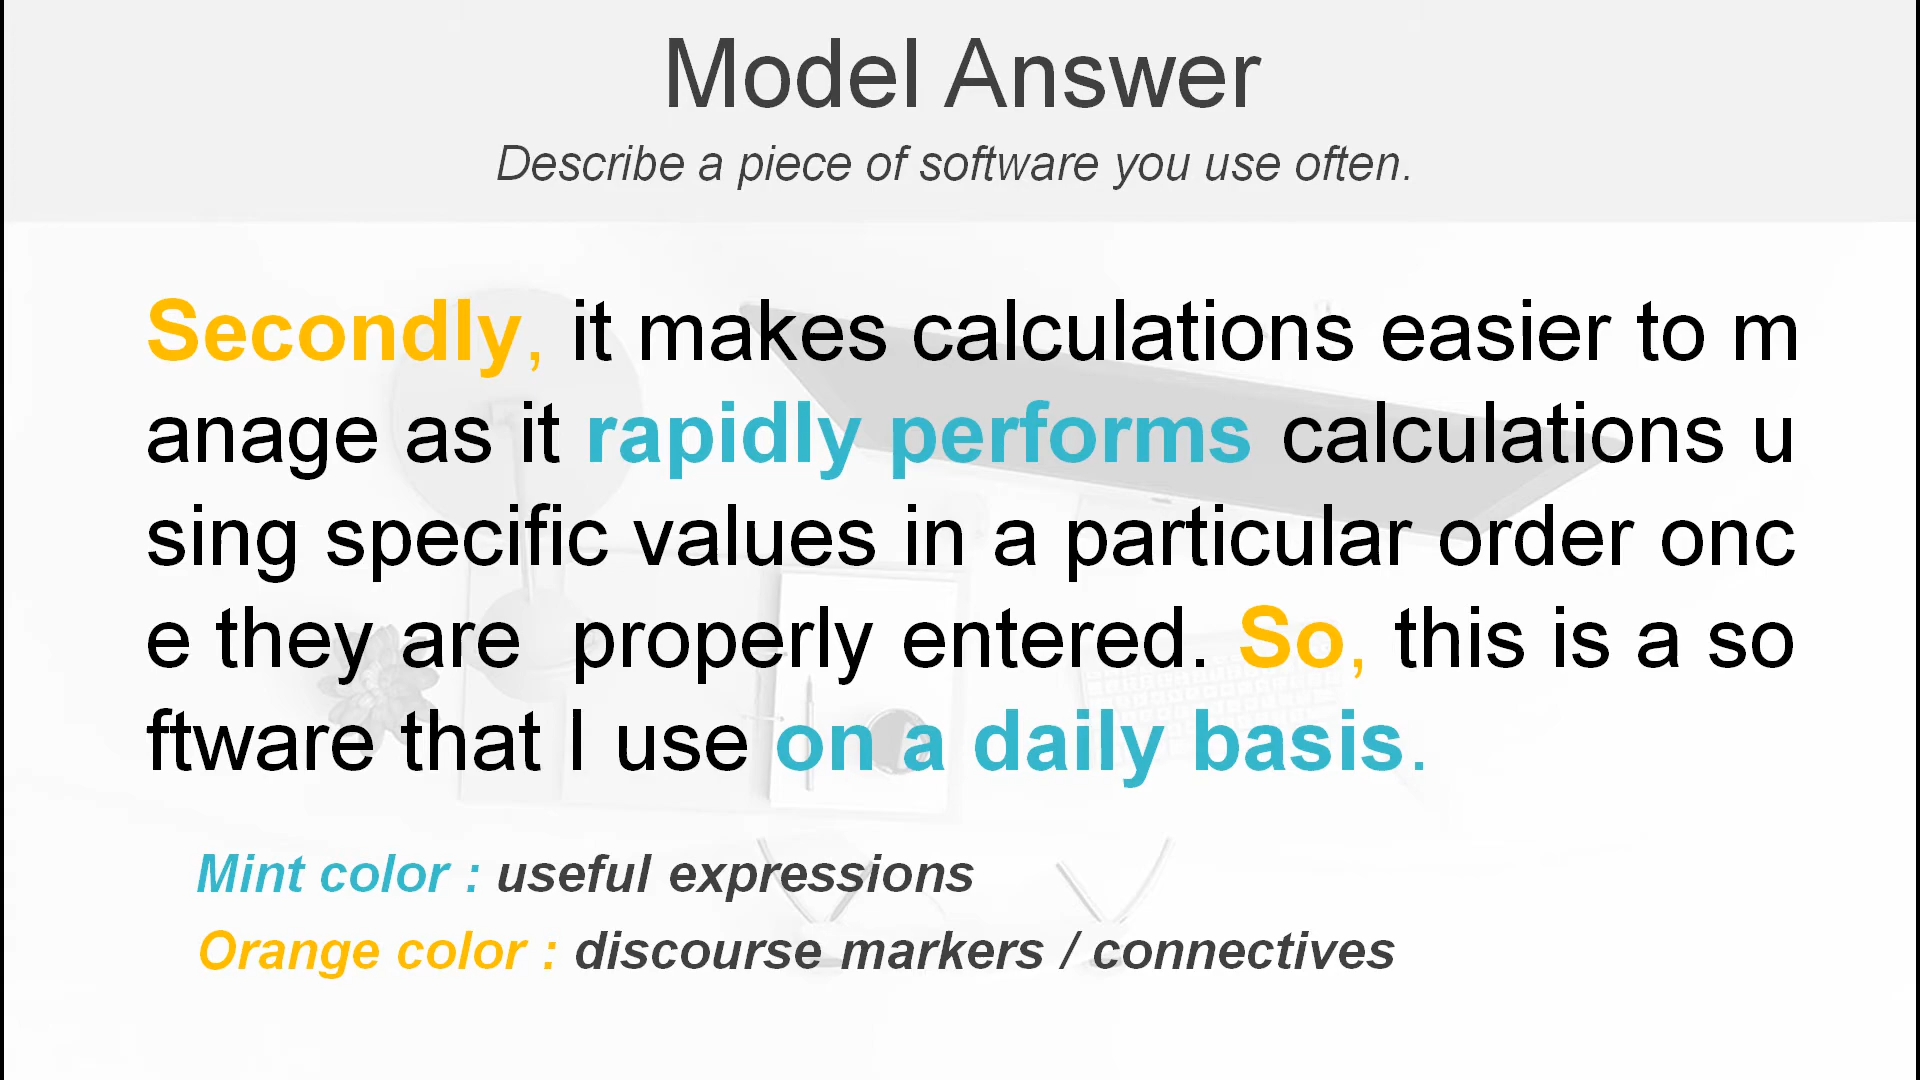 Model Answer
Describe a piece of software you use often.
Secondly, it makes calculations easier to m
anage as it rapidly performs calculations u
sing specific values in a particular order onc
e they are  properly entered. So, this is a so
ftware that I use on a daily basis.
Mint color : useful expressions
Orange color : discourse markers / connectives